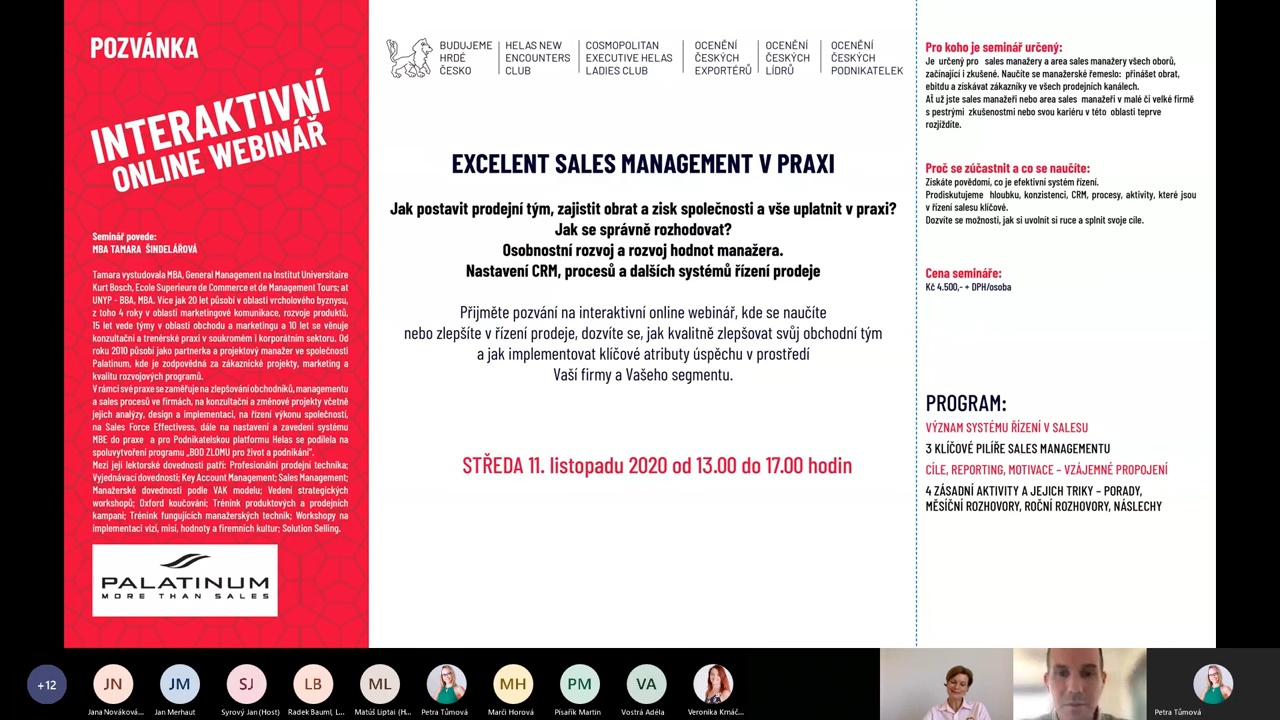 POZVÁNKA
INTERAKTIVNÍ
ONLINE WEBINÁŘ
Seminář povede:
MBA TAMARA ŠINDELÁŘOVÁ
Tamara vystudovala MBA, General Management na Institut Universitaire
Kurt Bosch, Ecole Superieure de Commerce et de Management Tours; at
UNYP – BBA, MBA. Více jak 20 let působí v oblasti vrcholového byznysu,
z toho 4 roky v oblasti marketingové komunikace, rozvoje produktů,
15 let vede týmy v oblasti obchodu a marketingu a 10 let se věnuje
konzultační a trenérské praxi v soukromém i korporátním sektoru. Od
roku 2010 působí jako partnerka a projektový manažer ve společnosti
Palatinum, kde je zodpovědná za zákaznické projekty, marketing a
kvalitu rozvojových programů.
V rámci své praxe se zaměřuje na zlepšování obchodníků, managementu
a sales procesů ve firmách, na konzultační a změnové projekty včetně
jejich analýzy, design a implementaci, na řízení výkonu společností,
na Sales Force Effectivess, dále na nastavení a zavedení systému
MBE do praxe a pro Podnikatelskou platformu Helas se podílela na
spoluvytvoření programu „BOD ZLOMU pro život a podnikání“.
Mezi její lektorské dovednosti patří: Profesionální prodejní technika;
Vyjednávací dovednosti; Key Account Management; Sales Management;
Manažerské dovednosti podle VAK modelu; Vedení strategických
workshopů; Oxford koučování; Trénink produktových a prodejních
kampaní; Trénink fungujících manažerských technik; Workshopy na
implementaci vizí, misí, hodnoty a firemních kultur; Solution Selling.
PALATINUM
MORE THAN SALES
BUDUJEME
HRDÉ
ČESKO
HELAS NEW
ENCOUNTERS
CLUB
COSMOPOLITAN
EXECUTIVE HELAS
LADIES CLUB
OCENĚNÍ
ČESKÝCH
EXPORTÉRŮ
OCENĚNÍ
ČESKÝCH
LÍDRŮ
OCENĚNÍ
ČESKÝCH
PODNIKATELEK
EXCELENT SALES MANAGEMENT V PRAXI
Jak postavit prodejní tým, zajistit obrat a zisk společnosti a vše uplatnit v praxi?
Jak se správně rozhodovat?
Osobnostní rozvoj a rozvoj hodnot manažera.
Nastavení CRM, procesů a dalších systémů řízení prodeje
Přijměte pozvání na interaktivní online webinář, kde se naučíte
nebo zlepšíte v řízení prodeje, dozvíte se, jak kvalitně zlepšovat svůj obchodní tým
a jak implementovat klíčové atributy úspěchu v prostředí
Vaší firmy a Vašeho segmentu.
STŘEDA 11. listopadu 2020 od 13.00 do 17.00 hodin
Pro koho je seminář určený:
Je určený pro sales manažery a area sales manažery všech oborů,
začínající i zkušené. Naučíte se manažerské řemeslo: přinášet obrat,
ebitdu a získávat zákazníky ve všech prodejních kanálech.
Ať už jste sales manažeři nebo area sales manažeři v malé či velké firmě
s pestrými zkušenostmi nebo svou kariéru v této oblasti teprve
rozjíždíte.
Proč se zúčastnit a co se naučíte:
Získáte povědomí, co je efektivní systém řízení.
Prodiskutujeme hloubku, konzistenci, CRM, procesy, aktivity, které jsou
v řízení salesu klíčové.
Dozvíte se možnosti, jak si uvolnit si ruce a splnit svoje cíle.
Cena semináře:
Kč 4.500,- + DPH/osoba
PROGRAM:
VÝZNAM SYSTÉMU ŘÍZENÍ V SALESU
3 KLÍČOVÉ PILÍŘE SALES MANAGEMENTU
CÍLE, REPORTING, MOTIVACE – VZÁJEMNÉ PROPOJENÍ
4 ZÁSADNÍ AKTIVITY A JEJICH TRIKY – PORADY,
MĚSÍČNÍ ROZHOVORY, ROČNÍ ROZHOVORY, NÁSLECHY
+12
JN
JM
SJ
LB
ML
MH
PM
VA
Jana Nováková...
Jan Merhaut
Syrový Jan (Host)
Radek Bauml, L...
Matúš Liptai (H...
Petra Tůmová
Marči Horová
Písařík Martin
Vostrá Adéla
Veronika Krnáč...
Petra Tůmová